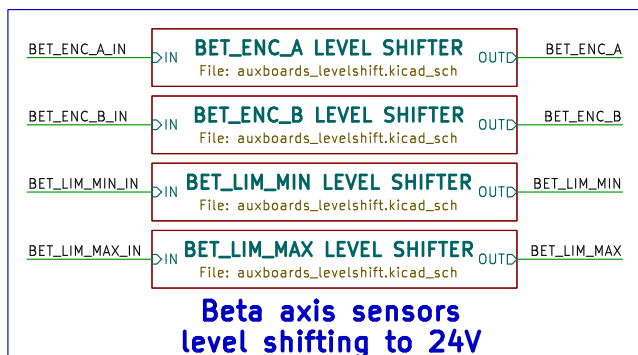 BET_ENC_A_IN IN BET_ENC_A LEVEL SHIFTER OUT BET_ENC_A
File: auxboards_levelshift.kicad_sch
BET_ENC_B_IN IN BET_ENC_B LEVEL SHIFTER OUT BET_ENC_B
File: auxboards_levelshift.kicad_sch
BET_LIM_MIN_IN IN BET_LIM_MIN LEVEL SHIFTER OUT BET_LIM_MIN
File: auxboards_levelshift.kicad_sch
BET_LIM_MAX_IN IN BET_LIM_MAX LEVEL SHIFTER OUT BET_LIM_MAX
File: auxboards_levelshift.kicad_sch
Beta axis sensors
level shifting to 24V